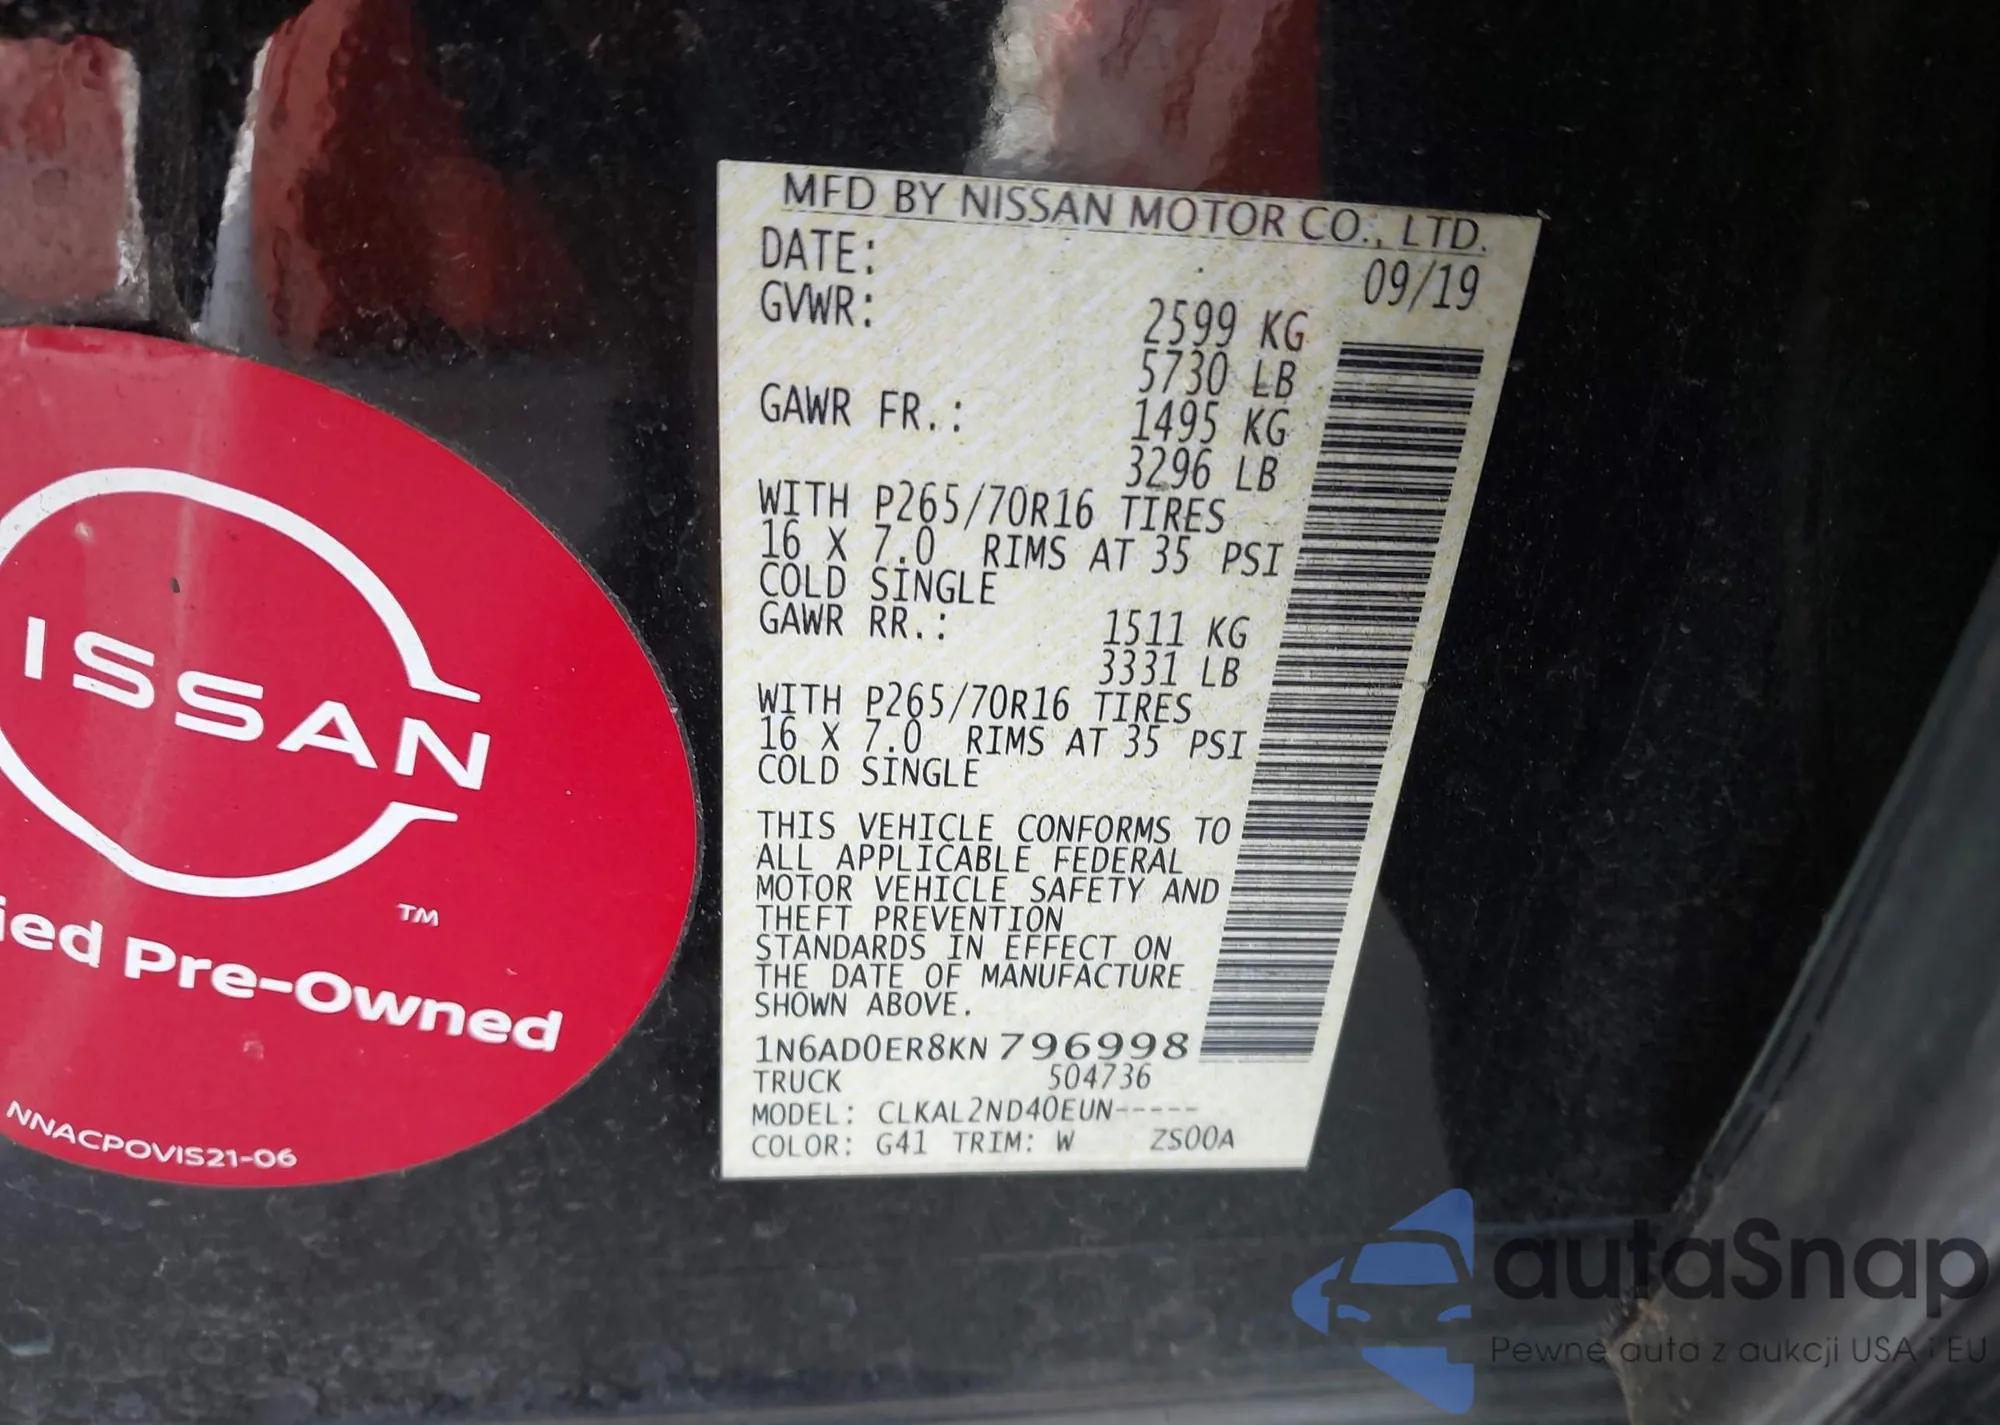 MFD BY NISSAN MOTOR CO., LTD.
DATE: 09/19
GVWR: 2599 KG
5730 LB
GAWR FR.: 1495 KG
3296 LB
WITH P265/70R16 TIRES
16 X 7.0 RIMS AT 35 PSI
COLD SINGLE
GAWR RR.: 1511 KG
3331 LB
WITH P265/70R16 TIRES
16 X 7.0 RIMS AT 35 PSI
COLD SINGLE
THIS VEHICLE CONFORMS TO
ALL APPLICABLE FEDERAL
MOTOR VEHICLE SAFETY AND
THEFT PREVENTION
STANDARDS IN EFFECT ON
THE DATE OF MANUFACTURE
SHOWN ABOVE.
1N6AD0ER8KN796998
TRUCK 504736
MODEL: CLKAL2ND40EUN-----
COLOR: G41 TRIM: W ZS00A
ISSAN
TM
ied Pre-Owned
NNACPOVIS21-06
autaSnap
Pewne auta z aukcji USA i EU